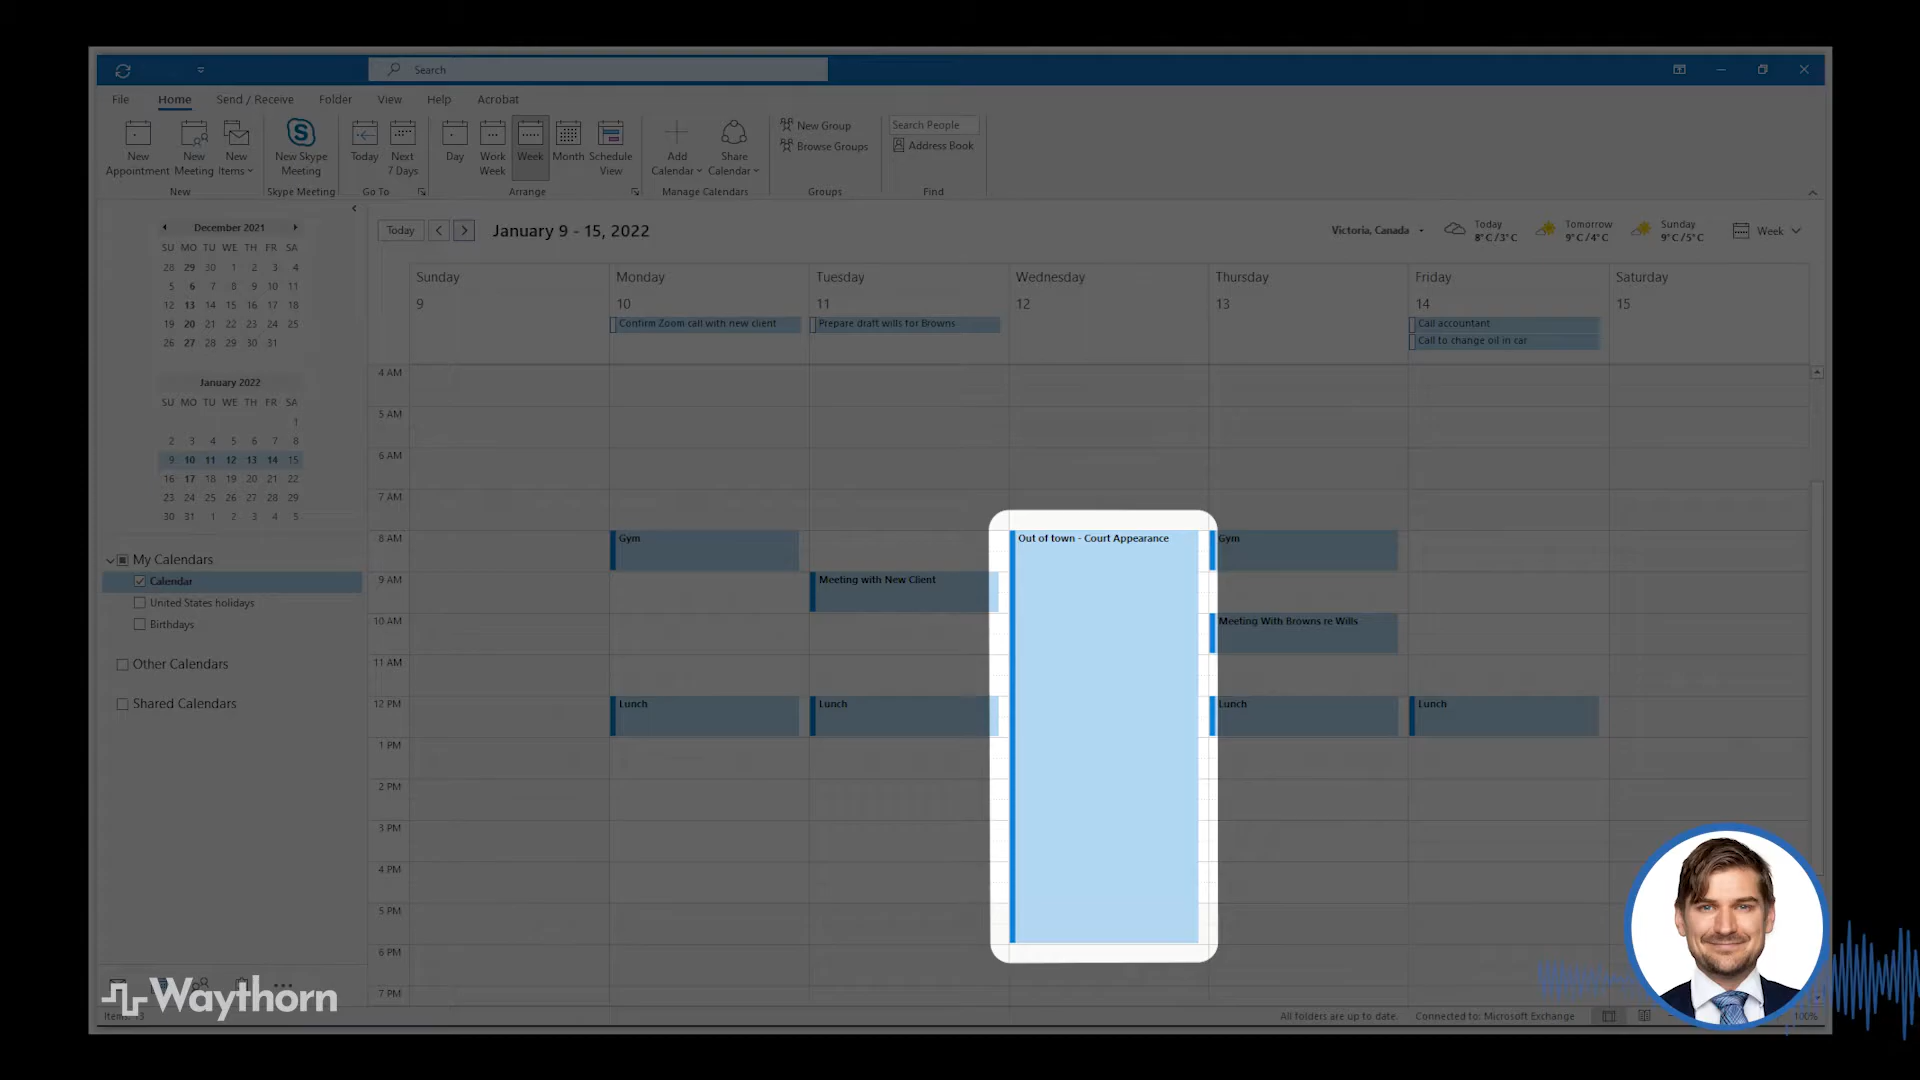 Search
File Home Send / Receive Folder View Help Acrobat
New Appointment
New Meeting
New Items
New
New Skype Meeting
Skype Meeting
Today
Next 7 Days
Go To
Day
Work Week
Week
Month
Schedule View
Arrange
Add Calendar
Share Calendar
Manage Calendars
New Group
Browse Groups
Groups
Search People
Address Book
Find
December 2021
SU MO TU WE TH FR SA
28 29 30 1 2 3 4
5 6 7 8 9 10 11
12 13 14 15 16 17 18
19 20 21 22 23 24 25
26 27 28 29 30 31
January 2022
SU MO TU WE TH FR SA
1
2 3 4 5 6 7 8
9 10 11 12 13 14 15
16 17 18 19 20 21 22
23 24 25 26 27 28 29
30 31 1 2 3 4 5
My Calendars
Calendar
United States holidays
Birthdays
Other Calendars
Shared Calendars
Today
January 9 - 15, 2022
Victoria, Canada
Today
8°C/3°C
Tomorrow
9°C/4°C
Sunday
9°C/5°C
Week
Sunday Monday Tuesday Wednesday Thursday Friday Saturday
9 10 11 12 13 14 15
Confirm Zoom call with new client
Prepare draft wills for Browns
Call accountant
Call to change oil in car
4 AM
5 AM
6 AM
7 AM
8 AM
Gym
Out of town - Court Appearance
Gym
9 AM
Meeting with New Client
10 AM
Meeting With Browns re Wills
11 AM
12 PM
Lunch
Lunch
Lunch
Lunch
1 PM
2 PM
3 PM
4 PM
5 PM
6 PM
7 PM
Waythorn
All folders are up to date.
Connected to: Microsoft Exchange
100%